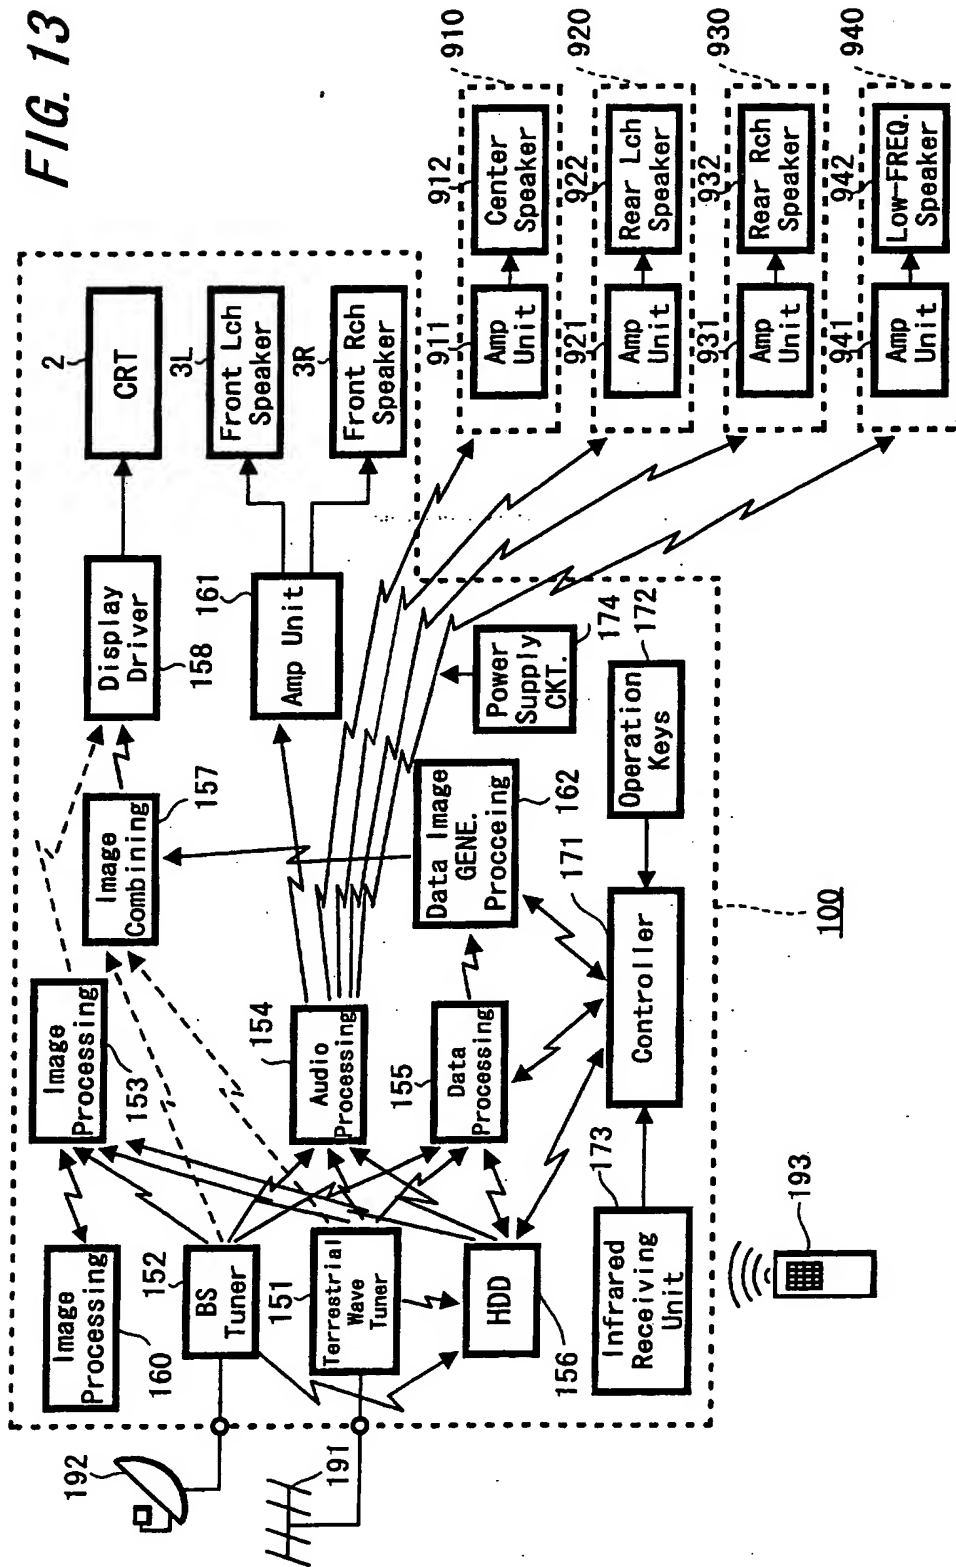 FIG. 13
192
191
Image
Processing
160
152
BS
Tuner
151
Terrestrial
Wave
Tuner
HDD
156
Infrared
Receiving
Unit
173
193
Image
Processing
153
154
Audio
Processing
155
Data
Processing
171
Controller
100
Image
Combining
157
Data Image
GENE.
Procceing
162
Operation
Keys
172
Display
Driver
158
161
Amp Unit
Power
Supply
CKT.
174
2
CRT
3L
Front Lch
Speaker
3R
Front Rch
Speaker
911
Amp
Unit
912
Center
Speaker
910
921
Amp
Unit
922
Rear Lch
Speaker
920
931
Amp
Unit
932
Rear Rch
Speaker
930
941
Amp
Unit
942
Low-FREQ.
Speaker
940